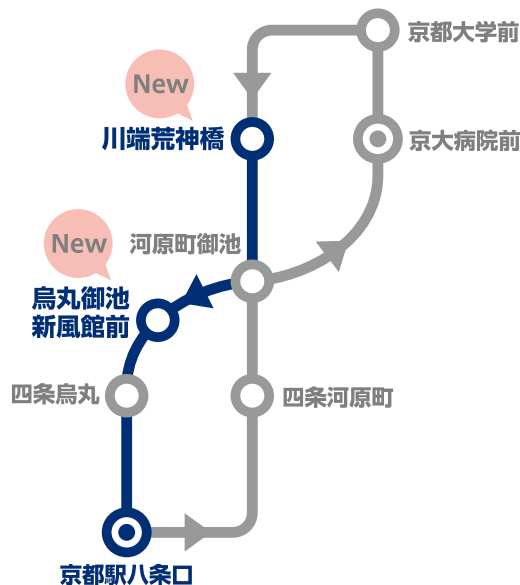 京都大学前
New
川端荒神橋
京大病院前
New
河原町御池
烏丸御池
新風館前
四条烏丸
四条河原町
京都駅八条口